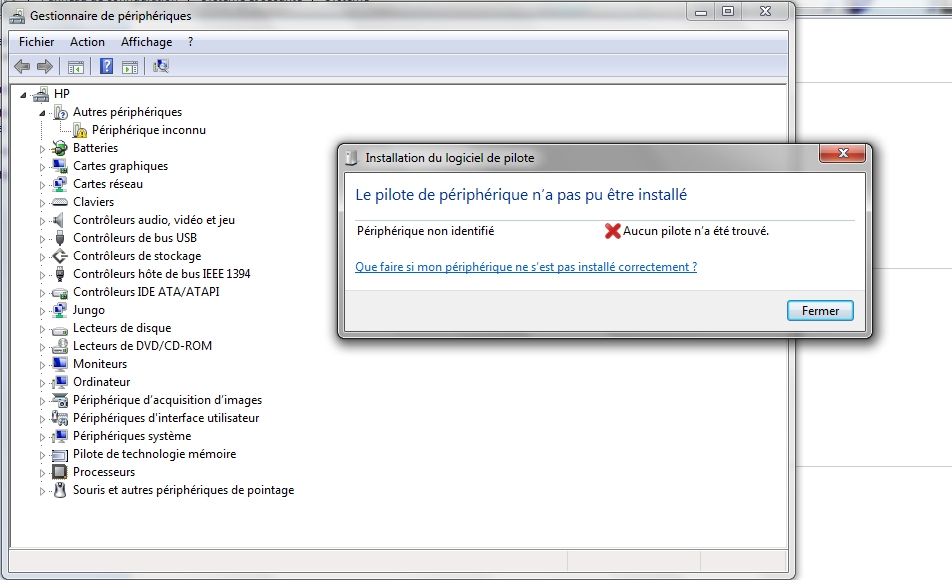 Gestionnaire de périphériques
Fichier Action Affichage ?
HP
Autres périphériques
Périphérique inconnu
Batteries
Cartes graphiques
Cartes réseau
Claviers
Contrôleurs audio, vidéo et jeu
Contrôleurs de bus USB
Contrôleurs de stockage
Contrôleurs hôte de bus IEEE 1394
Contrôleurs IDE ATA/ATAPI
Jungo
Lecteurs de disque
Lecteurs de DVD/CD-ROM
Moniteurs
Ordinateur
Périphérique d'acquisition d'images
Périphériques d'interface utilisateur
Périphériques système
Pilote de technologie mémoire
Processeurs
Souris et autres périphériques de pointage
Installation du logiciel de pilote
Le pilote de périphérique n'a pas pu être installé
Périphérique non identifié
Aucun pilote n'a été trouvé.
Que faire si mon périphérique ne s'est pas installé correctement ?
Fermer